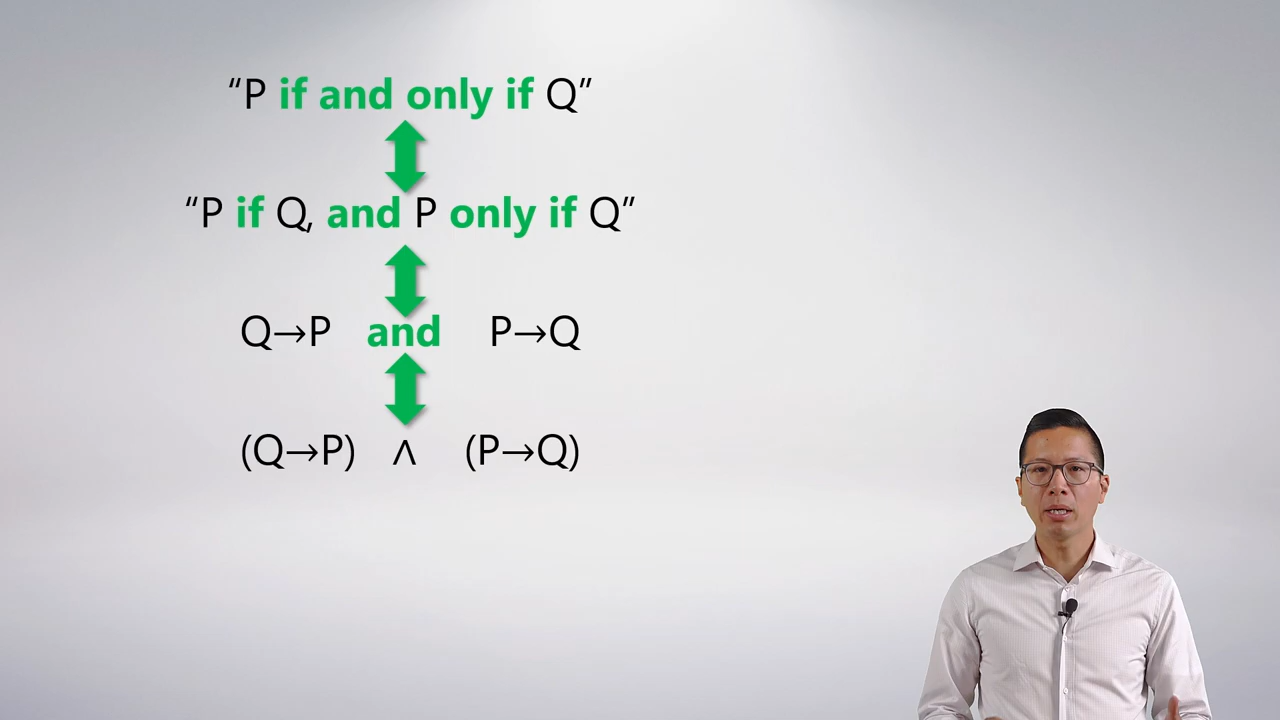 “P if and only if Q”
“P if Q, and P only if Q”
Q→P and P→Q
(Q→P) ∧ (P→Q)